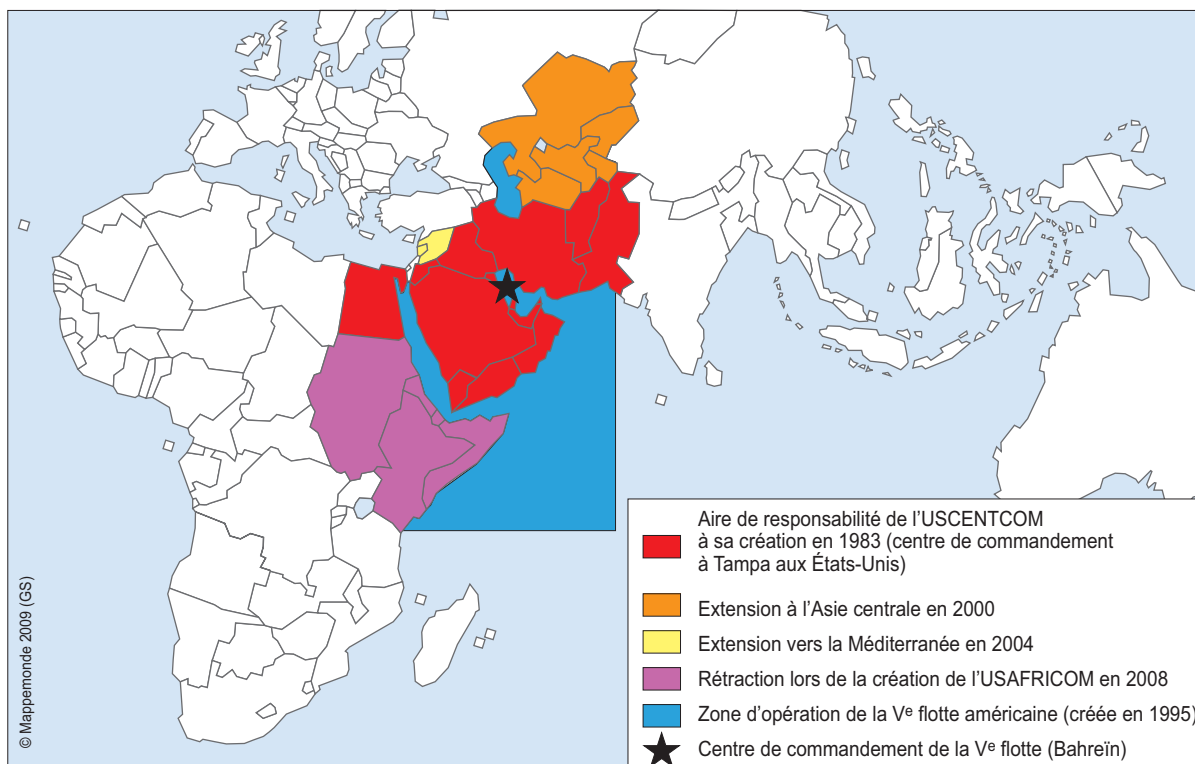 Aire de responsabilité de l'USCENTCOM
à sa création en 1983 (centre de commandement
à Tampa aux États-Unis)
Extension à l'Asie centrale en 2000
Extension vers la Méditerranée en 2004
Rétraction lors de la création de l'USAFRICOM en 2008
Zone d'opération de la Ve flotte américaine (créée en 1995)
Centre de commandement de la Ve flotte (Bahreïn)
© Mappemonde 2009 (GS)